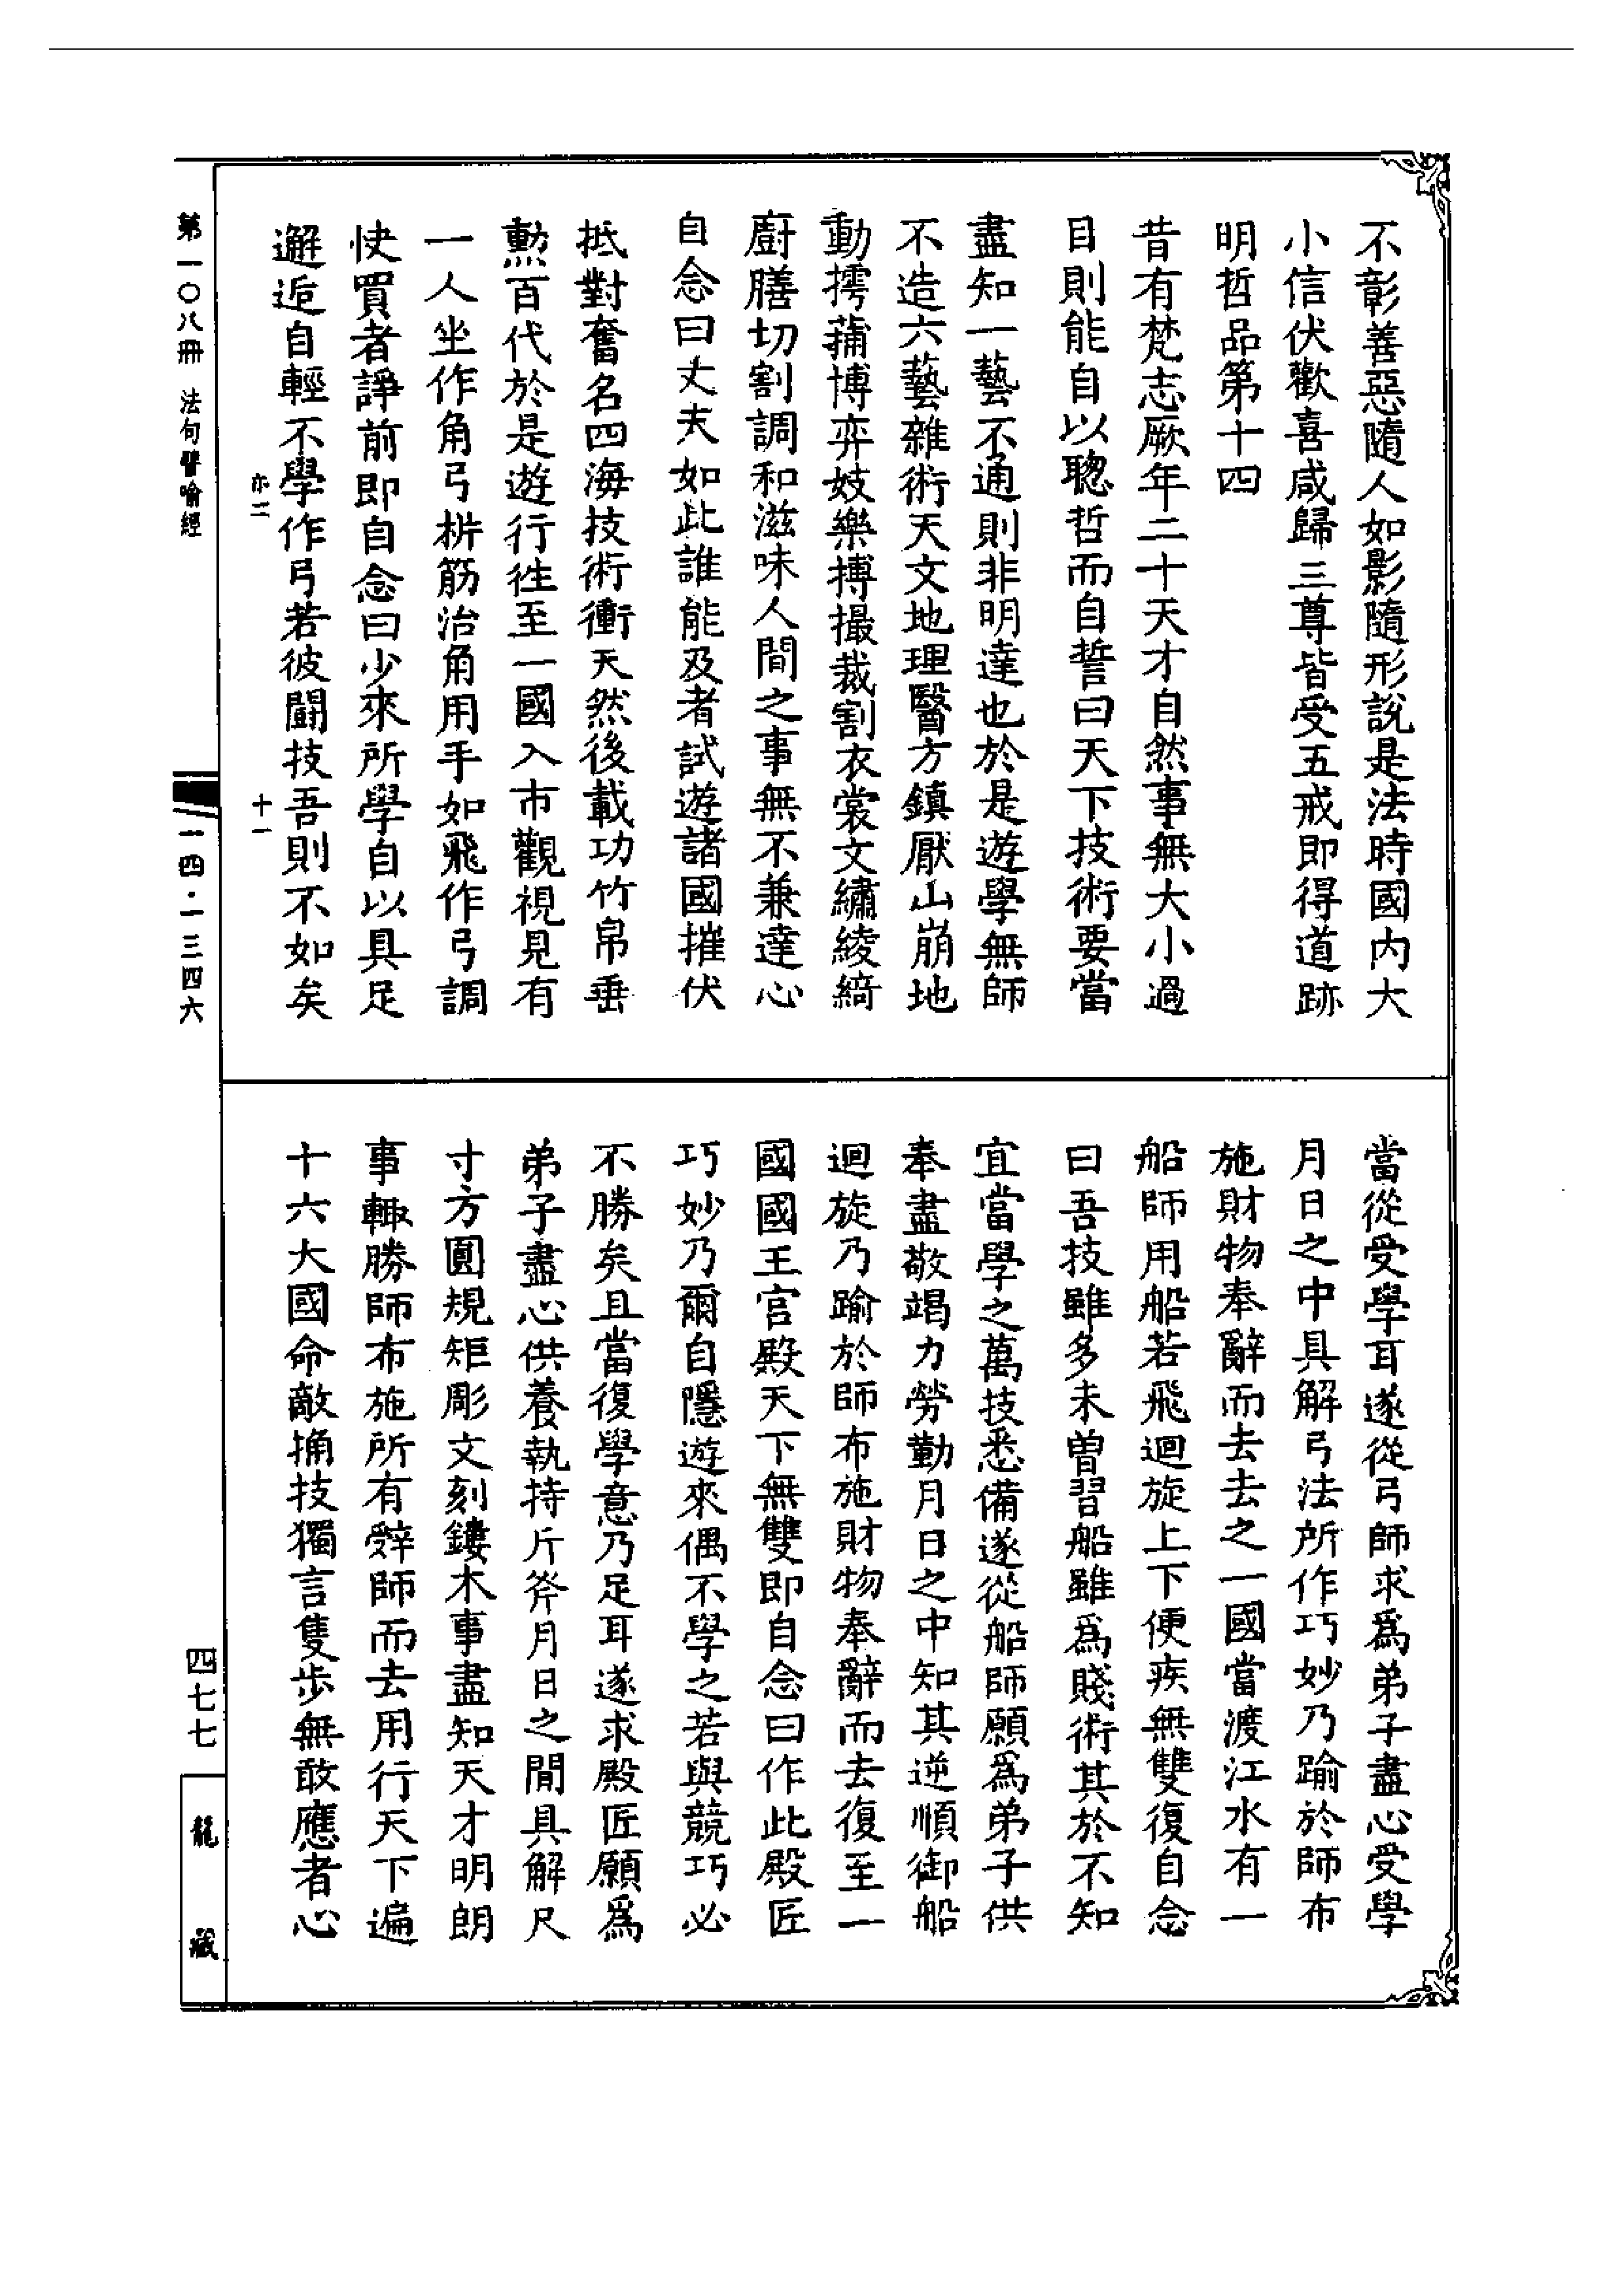 不彰善惡隨人如影隨形說是法時國內大
小信伏歡喜咸歸三尊皆受五戒即得道跡
明哲品第十四
昔有梵志厥年二十天才自然事無大小過
目則能自以聰哲而自誓曰天下技術要當
盡知一藝不通則非明達也於是遊學無師
不造六藝雜術天文地理醫方鎮厭山崩地
動摴蒱博弈妓樂搏撮裁割衣裳文繡綾綺
廚膳切割調和滋味人間之事無不兼達心
自念曰丈夫如此誰能及者試遊諸國摧伏
抵對奮名四海技術衝天然後載功竹帛垂
勲百代於是遊行往至一國入市觀視見有
一人坐作角弓枿筋治角用手如飛作弓調
快買者諍前即自念曰少來所學自以具足
邂逅自輕不學作弓若彼鬪技吾則不如矣
當從受學耳遂從弓師求爲弟子盡心受學
月日之中具解弓法所作巧妙乃踰於師布
施財物奉辭而去去之一國當渡江水有一
船師用船若飛迴旋上下便疾無雙復自念
曰吾技雖多未曽習船雖爲賤術其於不知
宜當學之萬技悉備遂從船師願爲弟子供
奉盡敬竭力勞勤月日之中知其逆順御船
迴旋乃踰於師布施財物奉辭而去復至一
國國王宮殿天下無雙即自念曰作此殿匠
巧妙乃爾自隱遊來偶不學之若與競巧必
不勝矣且當復學意乃足耳遂求殿匠願爲
弟子盡心供養執持斤斧月日之間具解尺
寸方圓規矩彫文刻鏤木事盡知天才明朗
事輙勝師布施所有辤師而去用行天下遍
十六大國命敵捔技獨言隻步無敢應者心
亦二
十一
第一〇八冊 法句譬喻經
一四·一三四六
四七七
龍藏